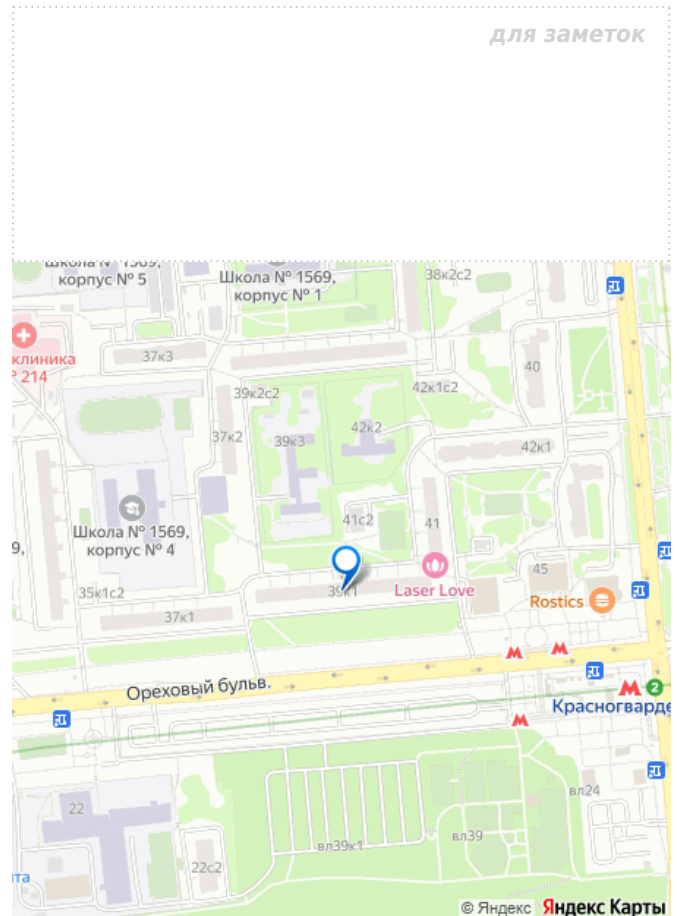 для заметок
Школа № 1569,
корпус № 5
Школа № 1569,
корпус № 1
38к2с2
37к3
клиника
214
40
39к2с2
42к1с2
37к2
39к3
42к2
42к1
41с2
41
Школа № 1569,
корпус № 4
9,
45
35к1с2
39к1
Laser Love
Rostics
37к1
Ореховый бульв.
М
М
М
2
Красногварде
М
вл24
22
вл39к1
вл39
22с2
та
© Яндекс Яндекс Карты